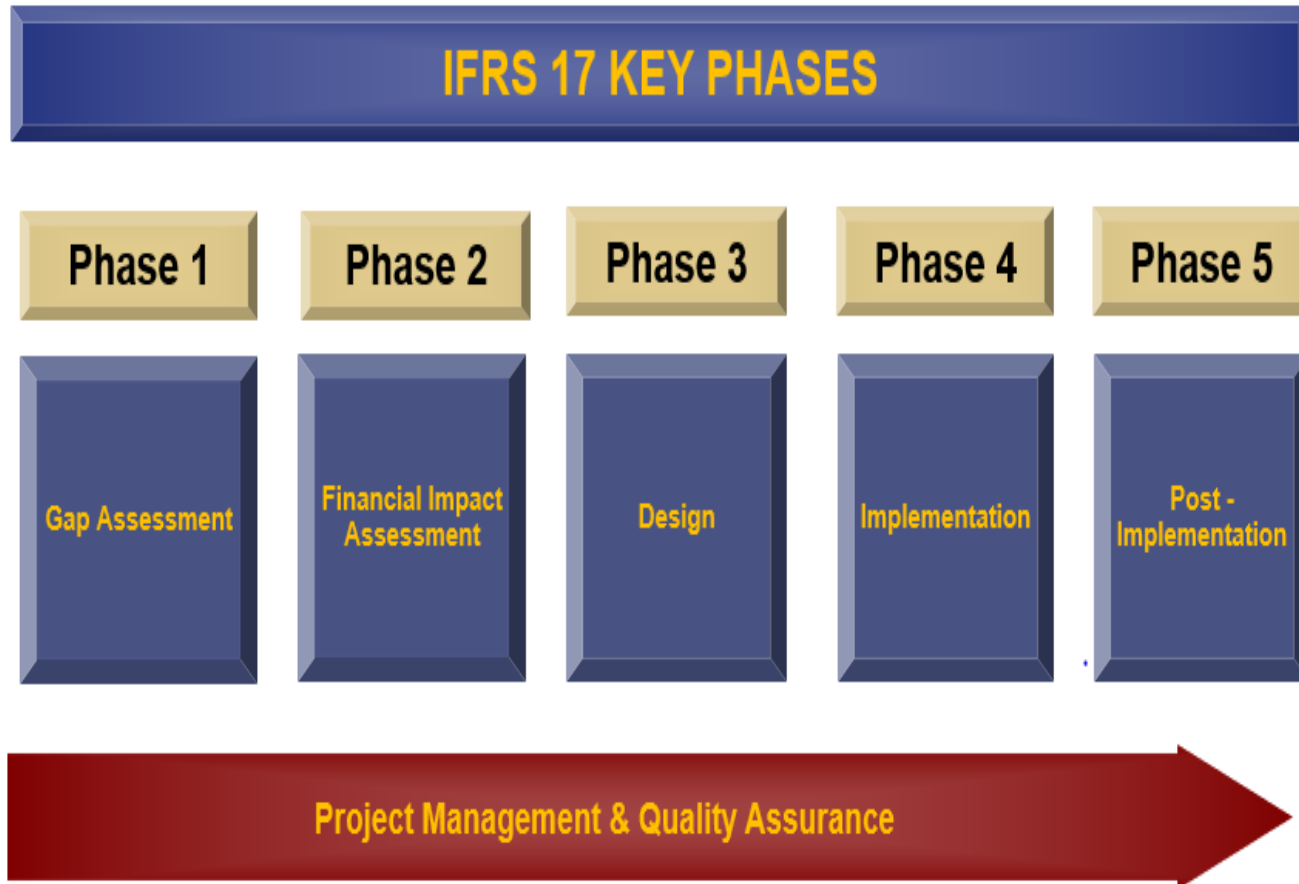 IFRS 17 KEY PHASES
Phase 1
Phase 2
Phase 3
Phase 4
Phase 5
Gap Assessment
Financial Impact
Assessment
Design
Implementation
Post -
Implementation
Project Management & Quality Assurance